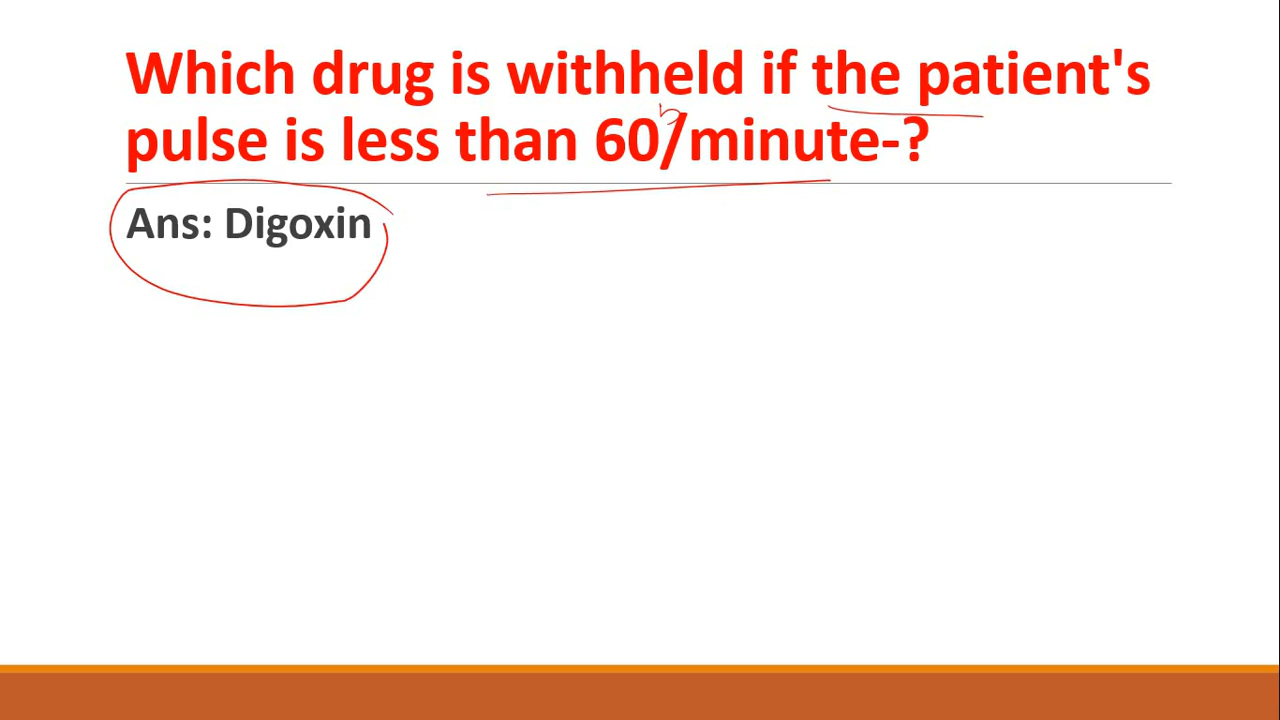 Which drug is withheld if the patient's
pulse is less than 60/minute-?
Ans: Digoxin